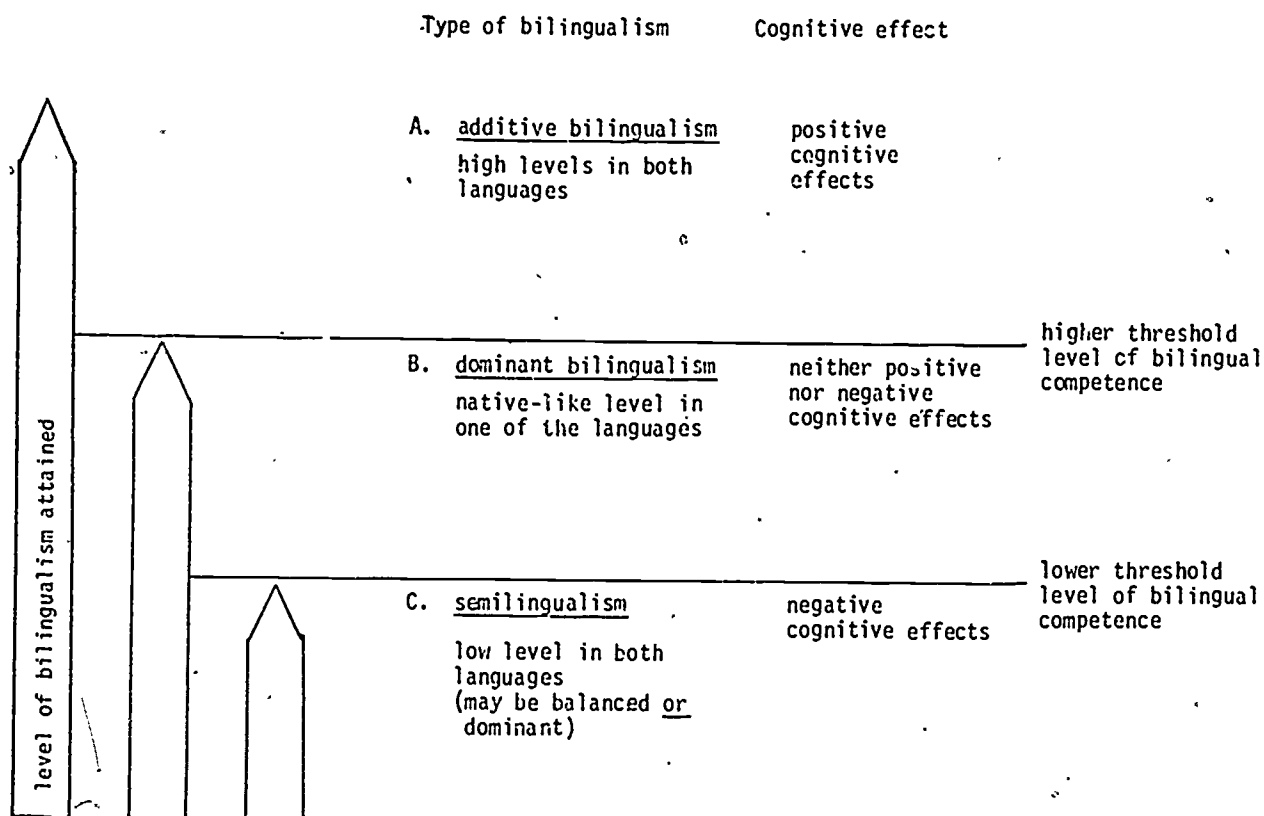 Type of bilingualism Cognitive effect
A. additive bilingualism
high levels in both
languages
positive
cognitive
effects
higher threshold
level of bilingual
competence
B. dominant bilingualism
native-like level in
one of the languages
neither positive
nor negative
cognitive effects
lower threshold
level of bilingual
competence
C. semilingualism
low level in both
languages
(may be balanced or
dominant)
negative
cognitive effects
level of bilingualism attained